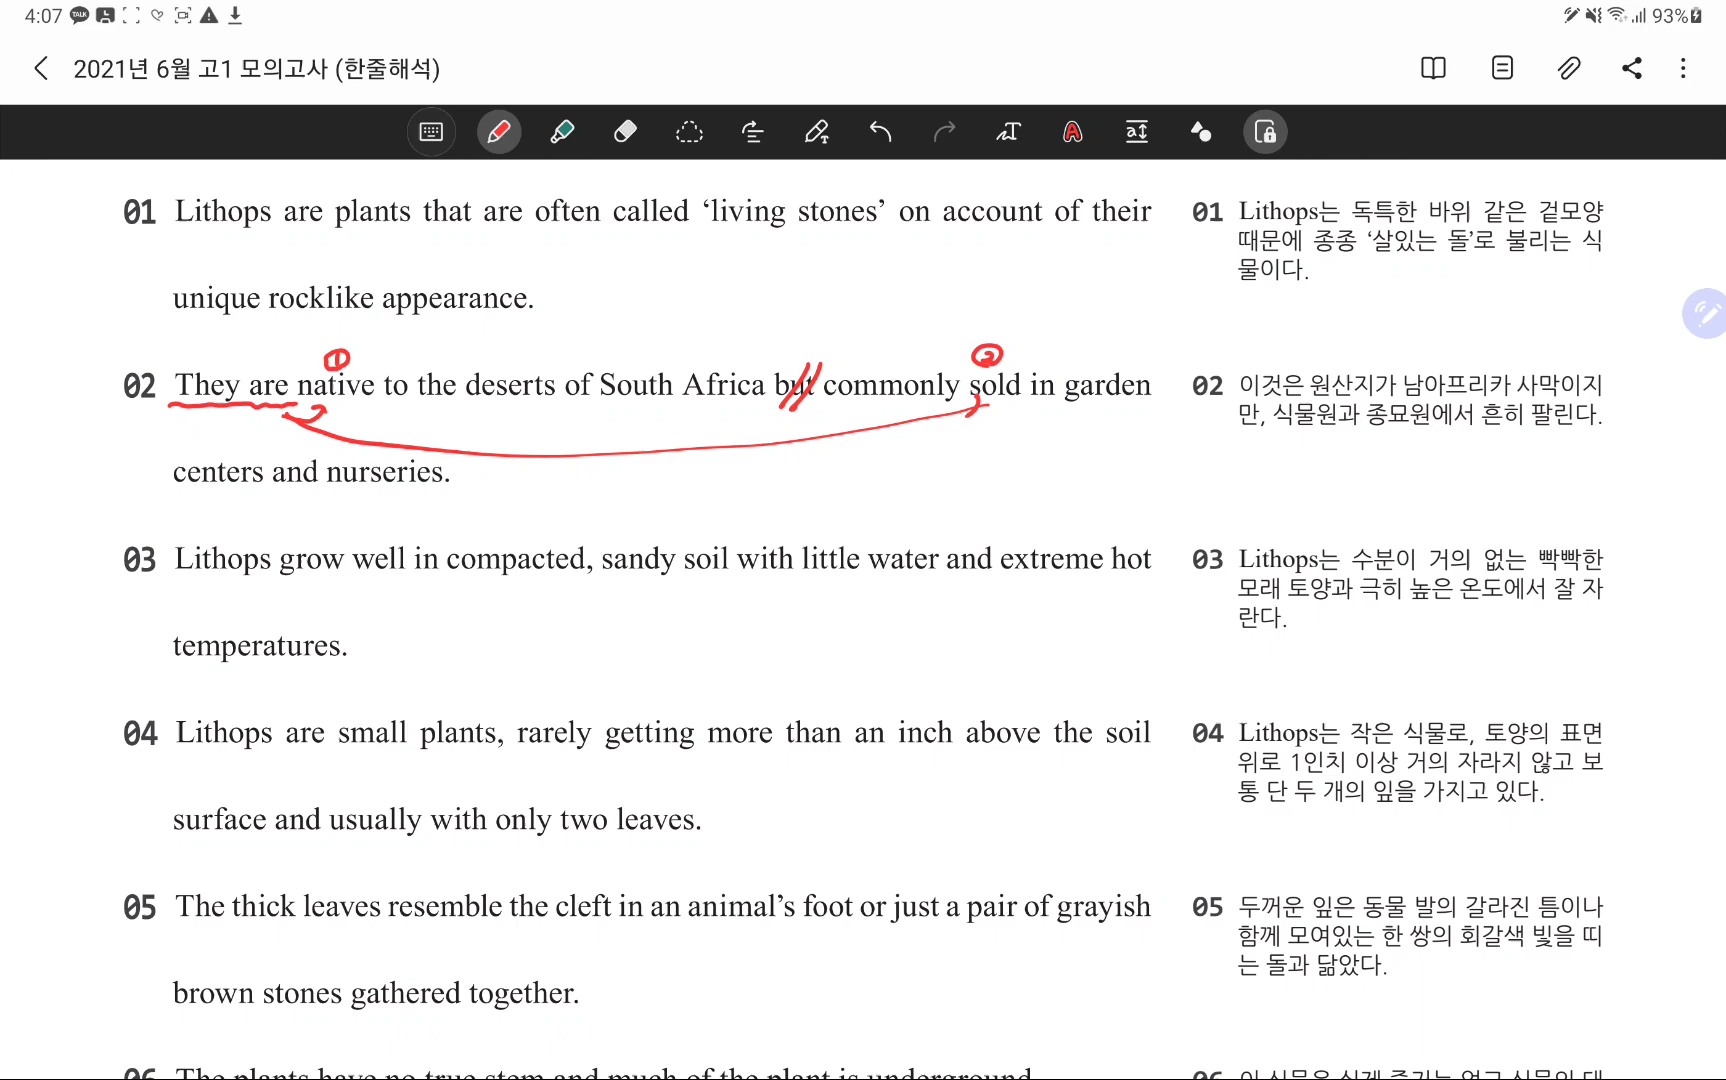 4:07 TALK 93%
2021년 6월 고1 모의고사 (한줄해석)
01 Lithops are plants that are often called ‘living stones’ on account of their
unique rocklike appearance.
01 Lithops는 독특한 바위 같은 겉모양
때문에 종종 ‘살있는 돌’로 불리는 식
물이다.
① ②
02 They are native to the deserts of South Africa but commonly sold in garden
centers and nurseries.
02 이것은 원산지가 남아프리카 사막이지
만, 식물원과 종묘원에서 흔히 팔린다.
03 Lithops grow well in compacted, sandy soil with little water and extreme hot
temperatures.
03 Lithops는 수분이 거의 없는 빡빡한
모래 토양과 극히 높은 온도에서 잘 자
란다.
04 Lithops are small plants, rarely getting more than an inch above the soil
surface and usually with only two leaves.
04 Lithops는 작은 식물로, 토양의 표면
위로 1인치 이상 거의 자라지 않고 보
통 단 두 개의 잎을 가지고 있다.
05 The thick leaves resemble the cleft in an animal’s foot or just a pair of grayish
brown stones gathered together.
05 두꺼운 잎은 동물 발의 갈라진 틈이나
함께 모여있는 한 쌍의 회갈색 빛을 띠
는 돌과 닮았다.
06 The plants have no true stem and much of the plant is underground.